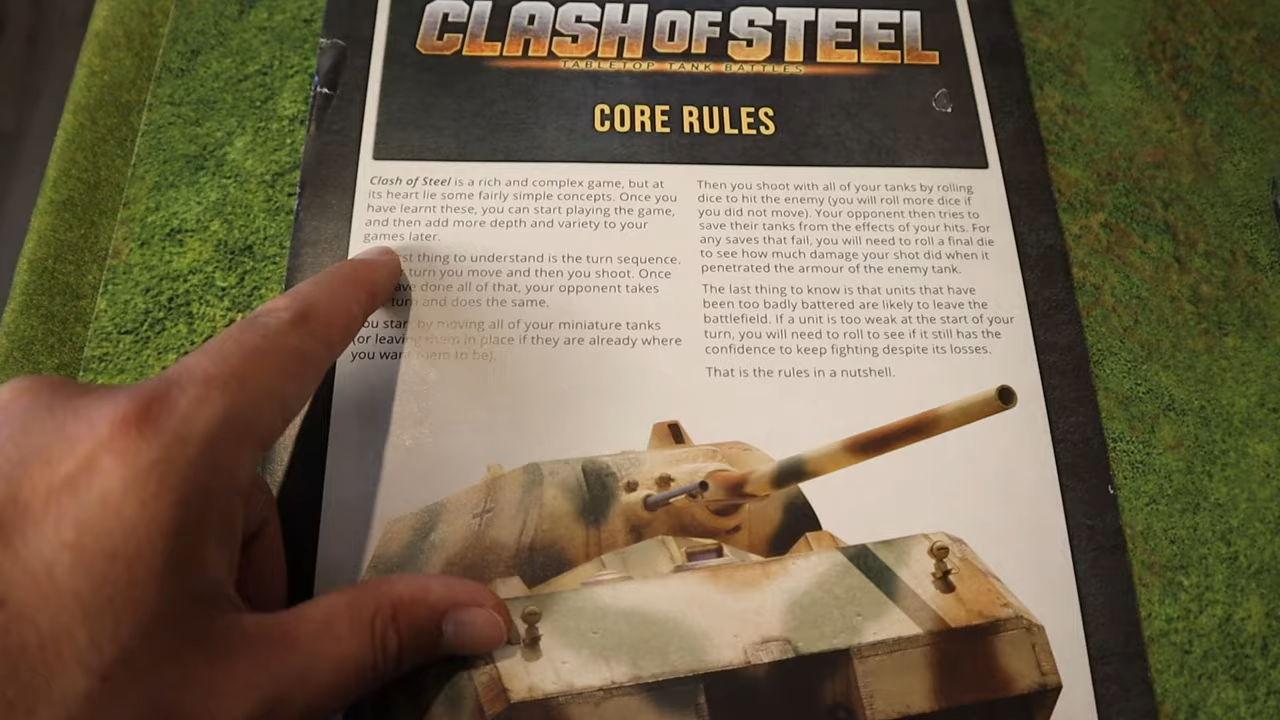 CLASH OF STEEL
TABLETOP TANK BATTLES
CORE RULES
Clash of Steel is a rich and complex game, but at
its heart lie some fairly simple concepts. Once you
have learnt these, you can start playing the game,
and then add more depth and variety to your
games later.
thing to understand is the turn sequence.
turn you move and then you shoot. Once
done all of that, your opponent takes
turn and does the same.
You start by moving all of your miniature tanks
(or leaving them in place if they are already where
you want them to be).
Then you shoot with all of your tanks by rolling
dice to hit the enemy (you will roll more dice if
you did not move). Your opponent then tries to
save their tanks from the effects of your hits. For
any saves that fail, you will need to roll a final die
to see how much damage your shot did when it
penetrated the armour of the enemy tank.
The last thing to know is that units that have
been too badly battered are likely to leave the
battlefield. If a unit is too weak at the start of your
turn, you will need to roll to see if it still has the
confidence to keep fighting despite its losses.
That is the rules in a nutshell.